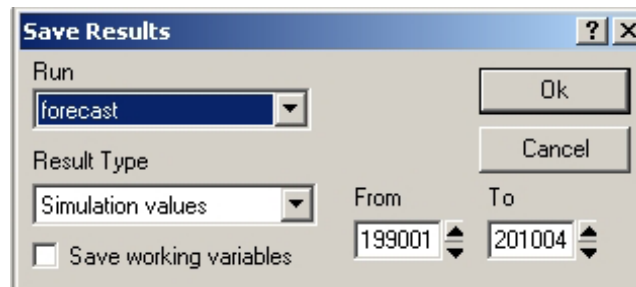 Save Results
Run
forecast
Ok
Cancel
Result Type
Simulation values
From
To
199001
201004
Save working variables